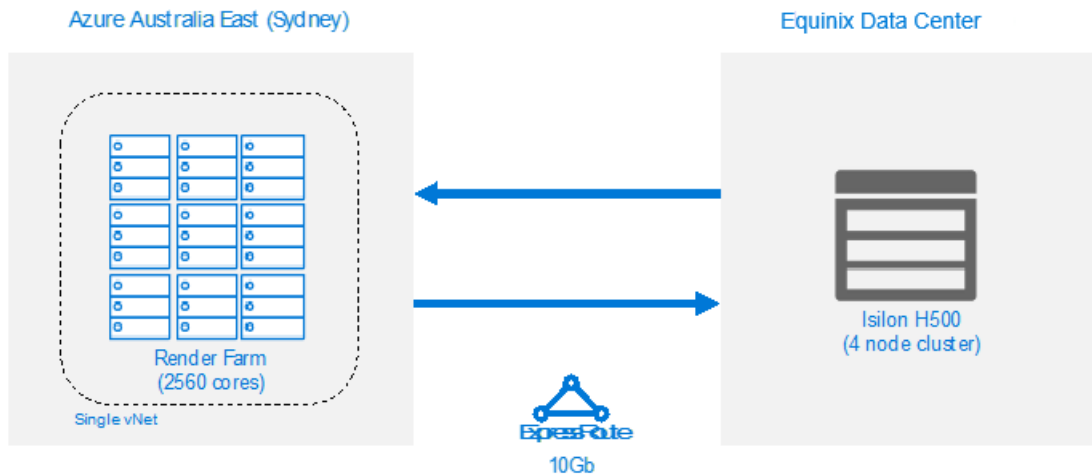 Azure Australia East (Sydney)
Equinix Data Center
Render Farm
(2560 cores)
Single vNet
Isilon H500
(4 node cluster)
ExpressRoute
10Gb